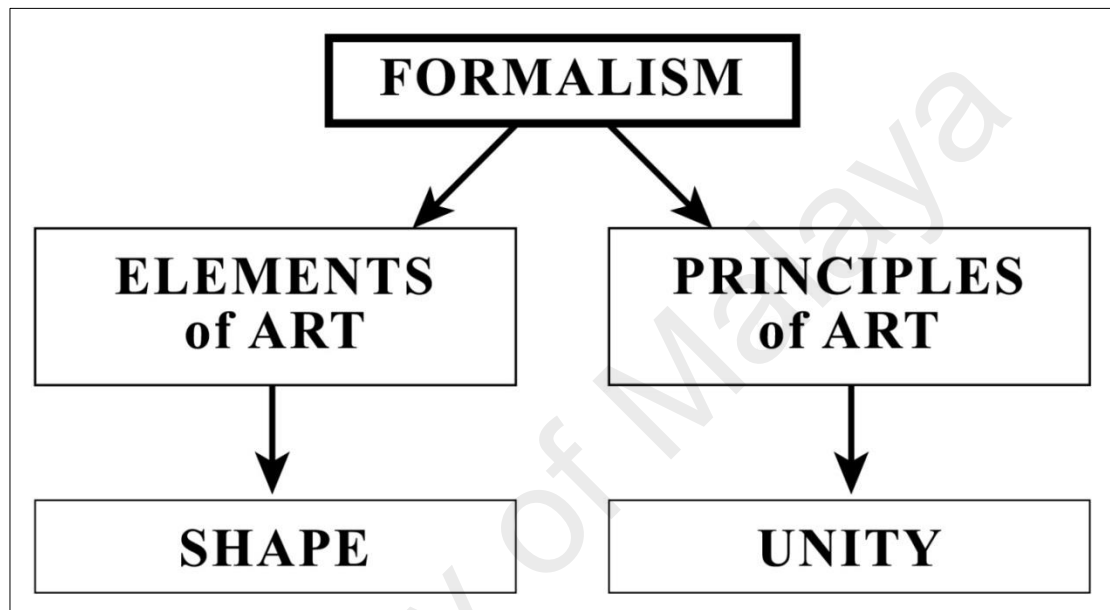 FORMALISM
ELEMENTS
of ART
PRINCIPLES
of ART
SHAPE
UNITY
of Malaya